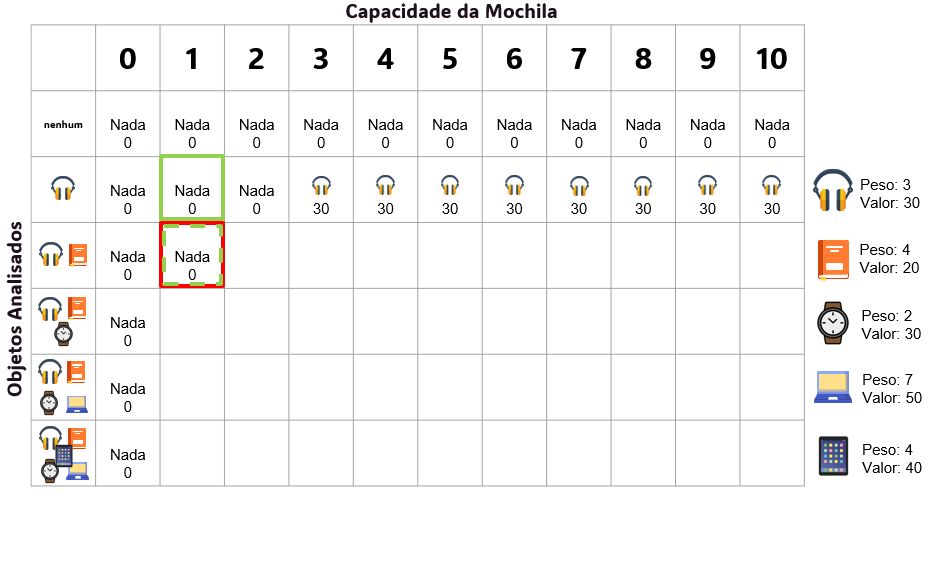 Capacidade da Mochila
0 1 2 3 4 5 6 7 8 9 10
nenhum Nada Nada Nada Nada Nada Nada Nada Nada Nada Nada Nada
0 0 0 0 0 0 0 0 0 0 0
Nada Nada Nada
0 0 0 30 30 30 30 30 30 30 30
Peso: 3
Valor: 30
Objetos Analisados
Nada Nada
0 0
Peso: 4
Valor: 20
Nada
0
Peso: 2
Valor: 30
Nada
0
Peso: 7
Valor: 50
Nada
0
Peso: 4
Valor: 40